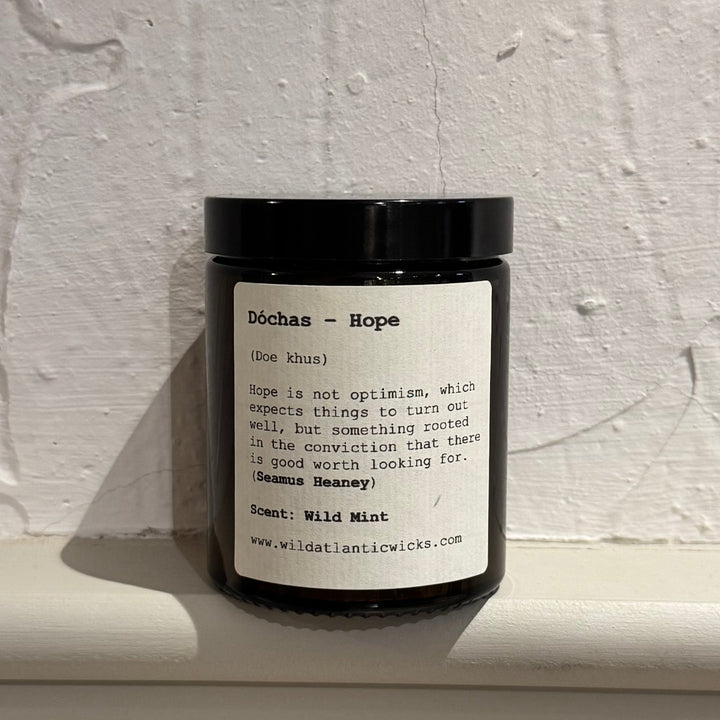 Dóchas – Hope
(Doe khus)
Hope is not optimism, which
expects things to turn out
well, but something rooted
in the conviction that there
is good worth looking for.
(Seamus Heaney)
Scent: Wild Mint
www.wildatlanticwicks.com